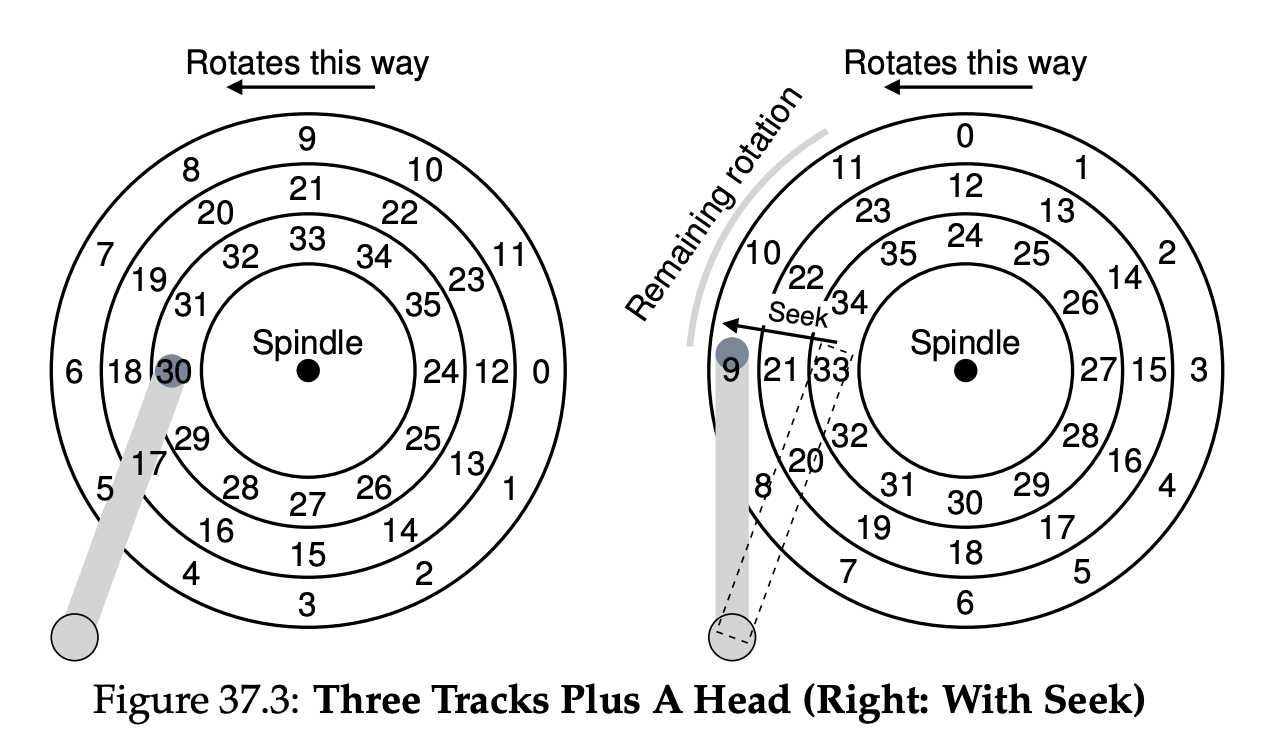 Rotates this way
Rotates this way
9
8 10
21
20 22
7 33 11
32 34
19 23
31 35
Spindle
6 18 30 24 12 0
29 25
17 13
5 28 26 1
27
16 14
15
4 2
3
Remaining rotation
0
11 1
12
23 13
10 24 2
35 25
22 14
34 26
Seek
Spindle
9 21 33 27 15 3
32 28
20 16
8 31 29 4
30
19 17
18
7 5
6
Figure 37.3: Three Tracks Plus A Head (Right: With Seek)